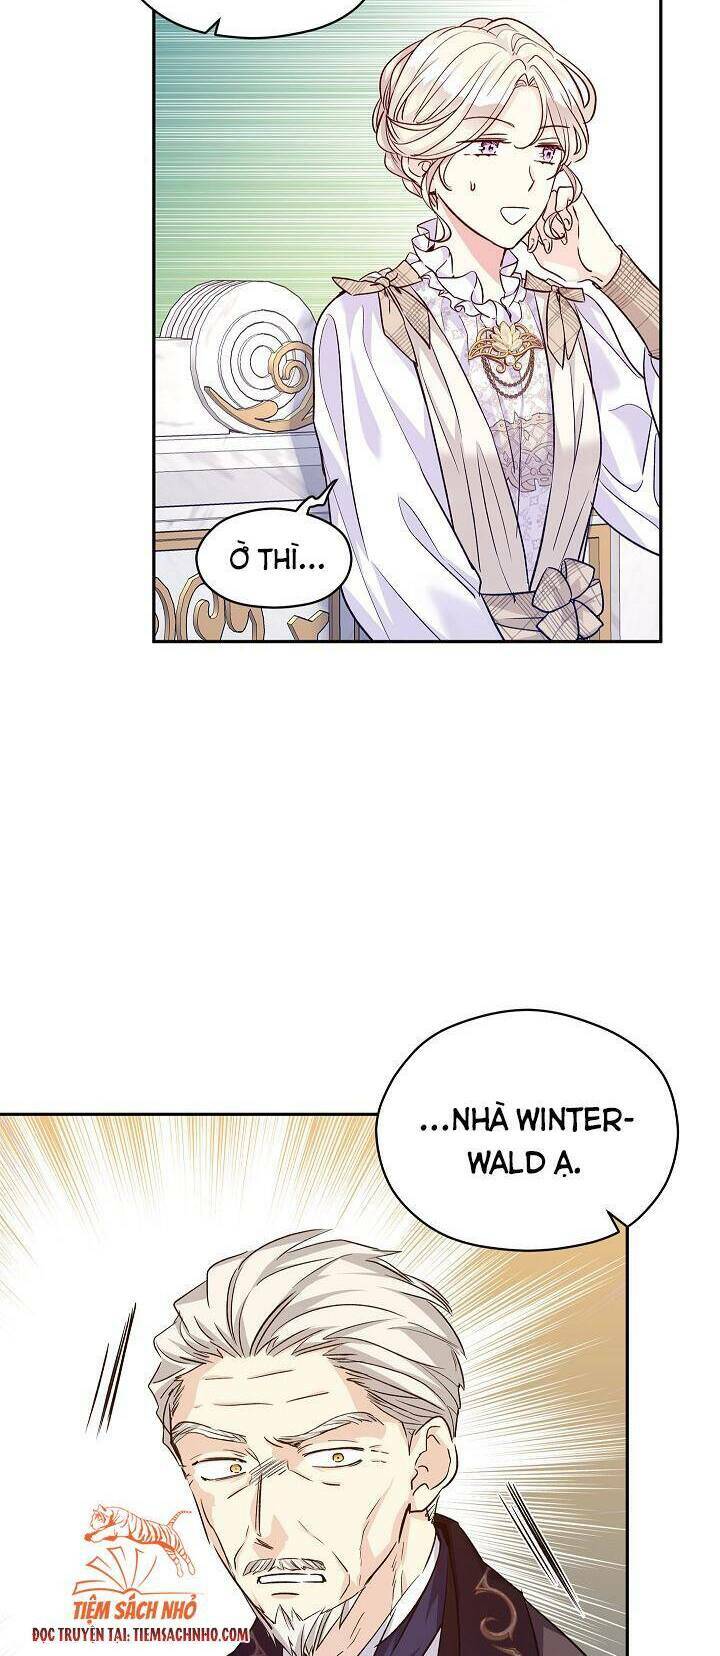 Ờ THÌ...
...NHÀ WINTER-
WALD Ạ.
TIỆM SÁCH NHỎ
ĐỌC TRUYỆN TẠI: TIEMSACHNHO.COM